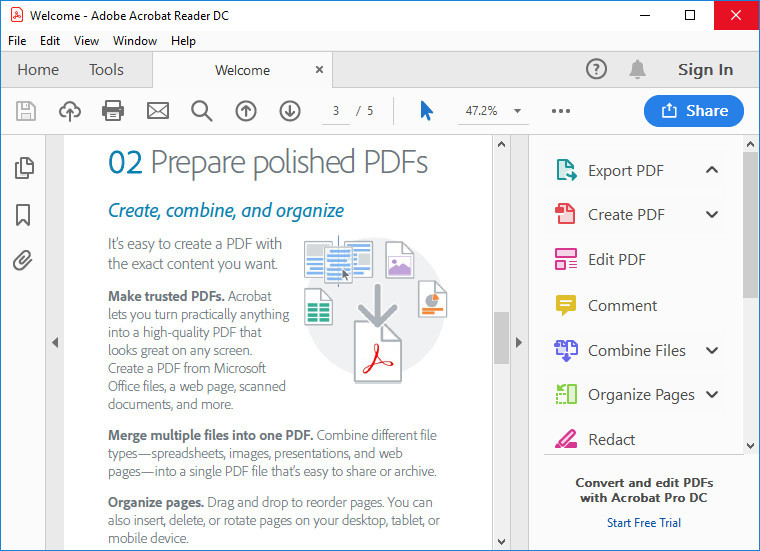 Welcome - Adobe Acrobat Reader DC
File Edit View Window Help
Home Tools Welcome × Sign In
3 / 5 47.2% Share
02 Prepare polished PDFs
Create, combine, and organize
It's easy to create a PDF with
the exact content you want.
Make trusted PDFs. Acrobat
lets you turn practically anything
into a high-quality PDF that
looks great on any screen.
Create a PDF from Microsoft
Office files, a web page, scanned
documents, and more.
Merge multiple files into one PDF. Combine different file
types—spreadsheets, images, presentations, and web
pages—into a single PDF file that's easy to share or archive.
Organize pages. Drag and drop to reorder pages. You can
also insert, delete, or rotate pages on your desktop, tablet, or
mobile device.
Export PDF
Create PDF
Edit PDF
Comment
Combine Files
Organize Pages
Redact
Convert and edit PDFs
with Acrobat Pro DC
Start Free Trial